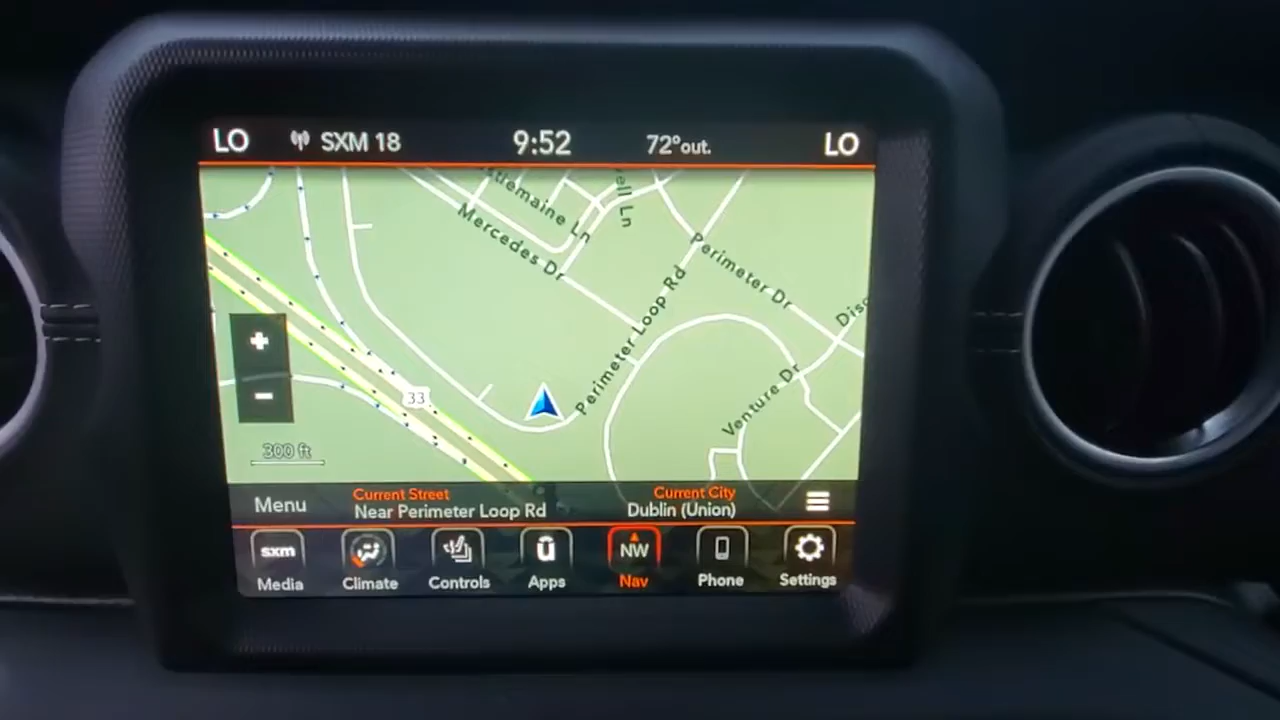 LO SXM 18 9:52 72°out. LO
Mercedes Dr
Ln
Ln
Perimeter Dr
Perimeter Loop Rd
Venture Dr
33
+
-
300 ft
Menu
Current Street
Near Perimeter Loop Rd
Current City
Dublin (Union)
sxm
ū
NW
Media Climate Controls Apps Nav Phone Settings